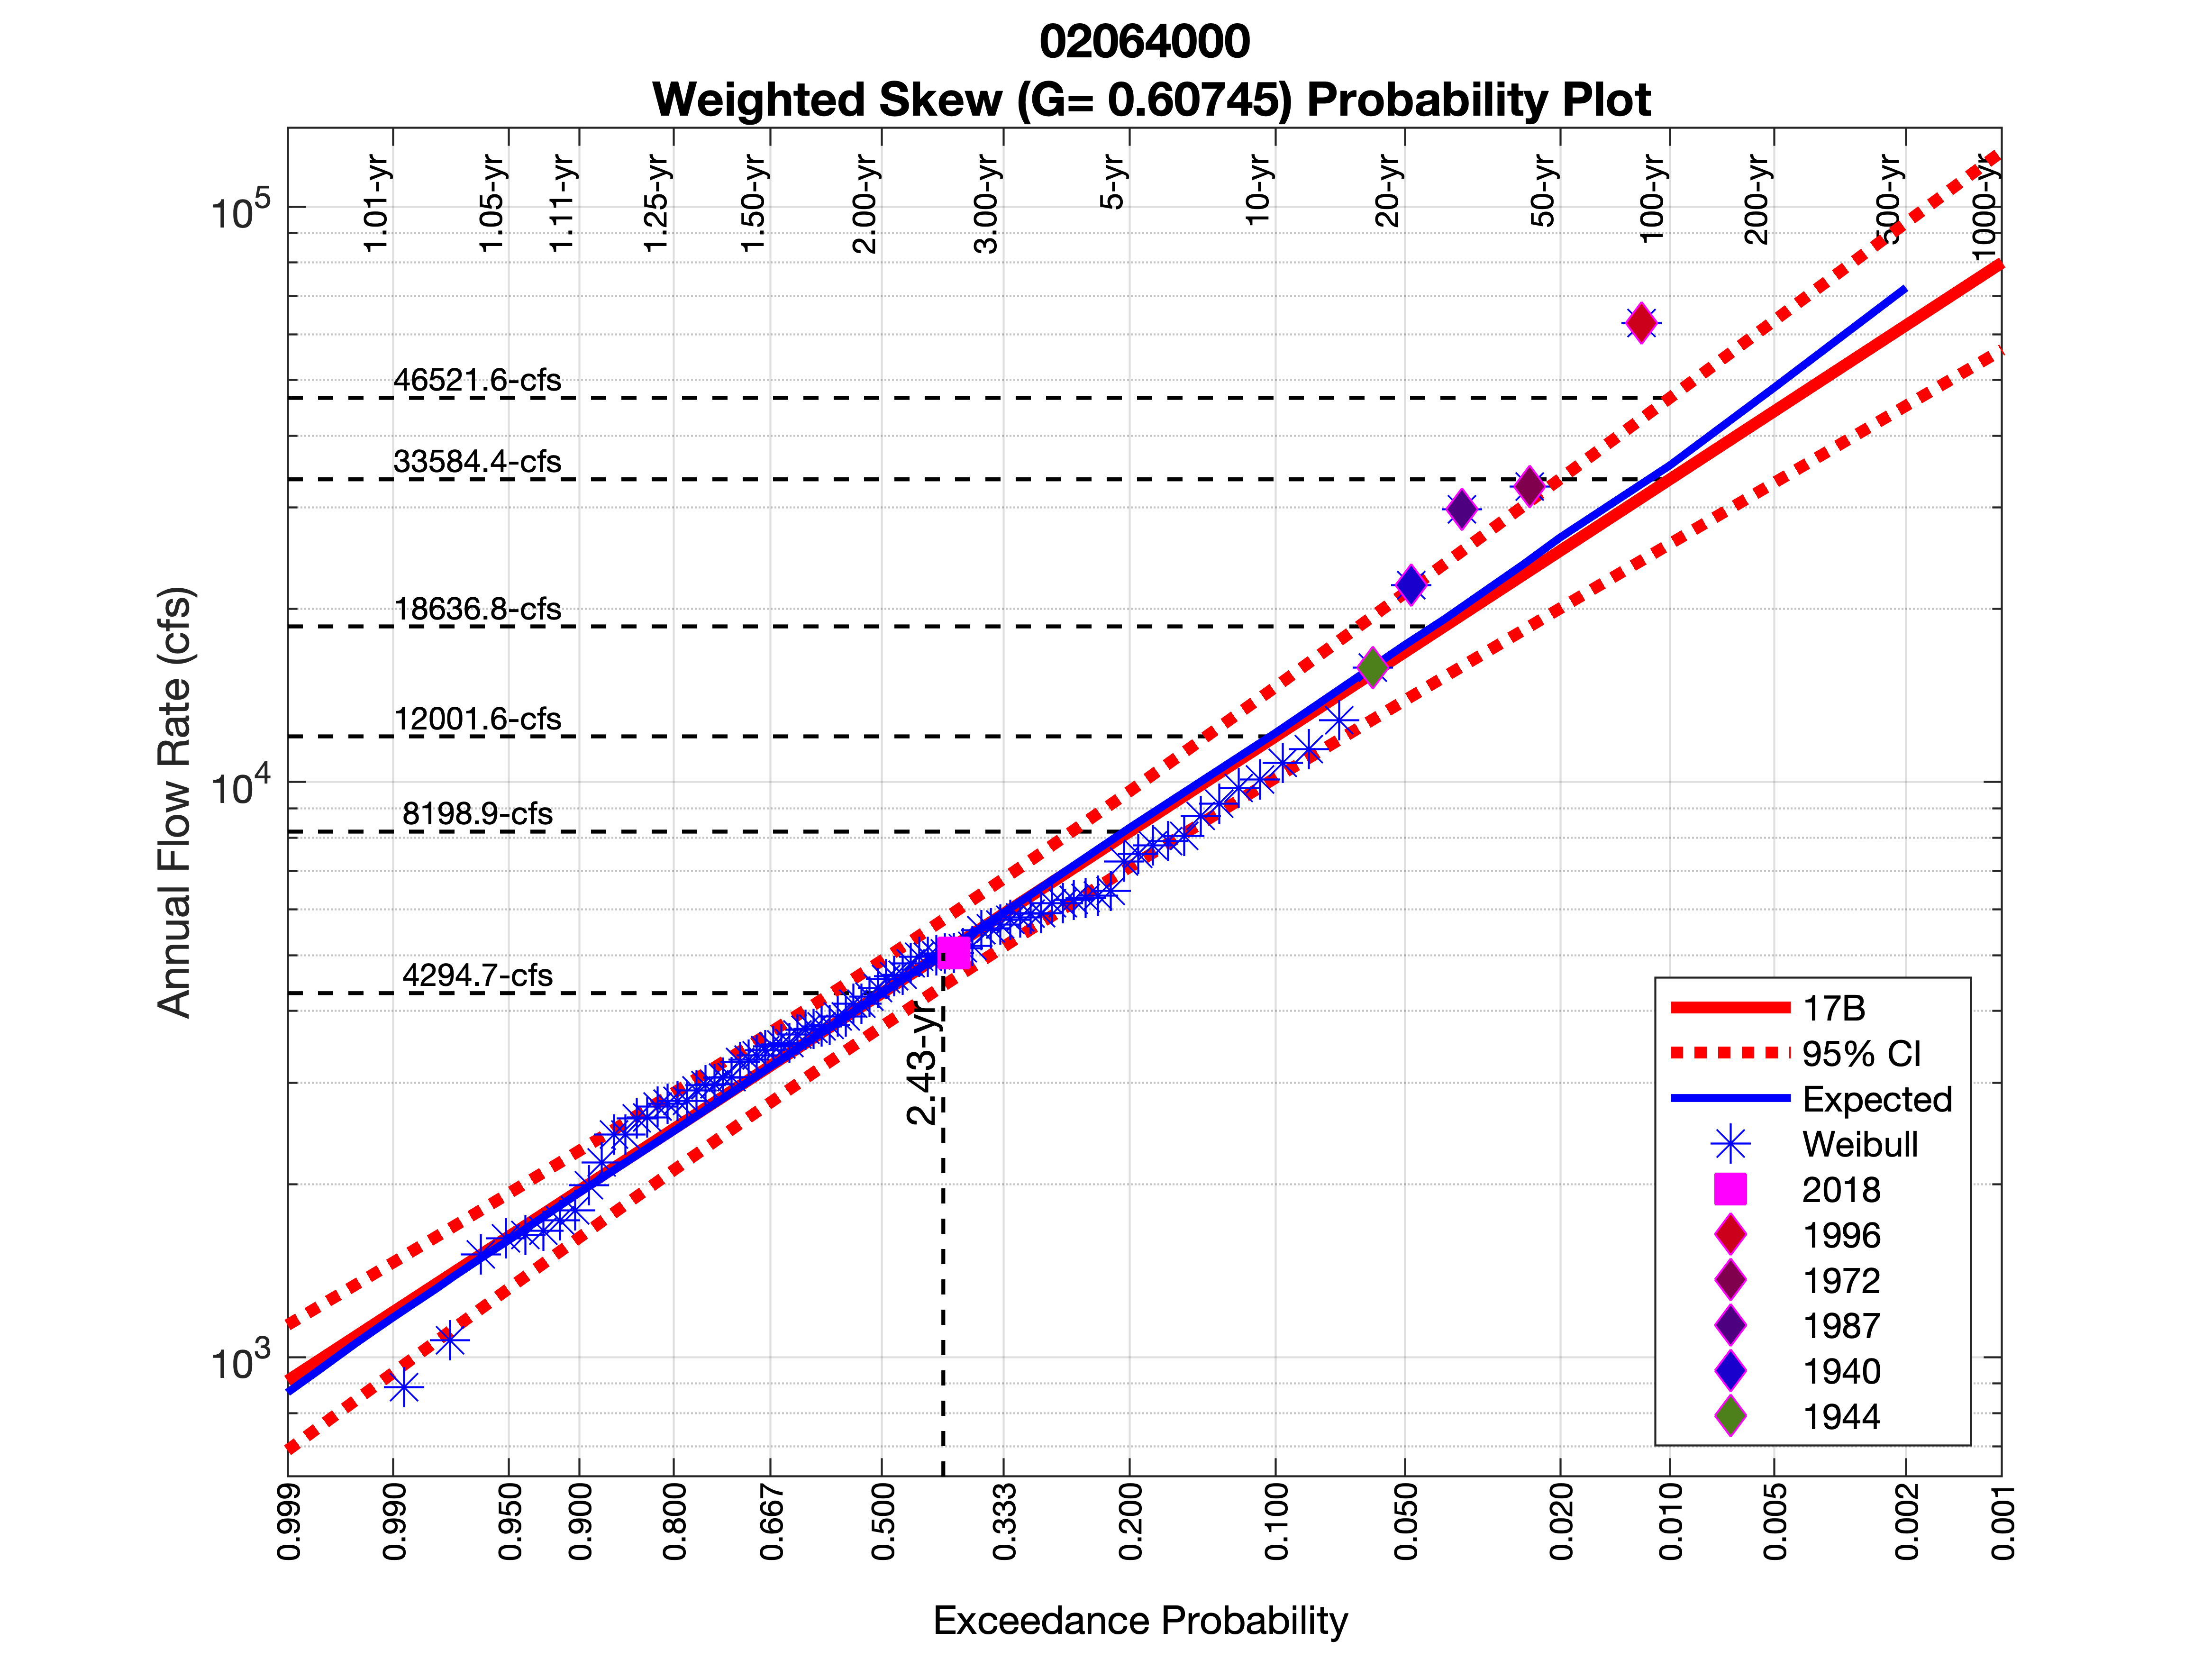 02064000
Weighted Skew (G= 0.60745) Probability Plot
1.01-yr
1.05-yr
1.11-yr
1.25-yr
1.50-yr
2.00-yr
3.00-yr
5-yr
10-yr
20-yr
50-yr
100-yr
200-yr
500-yr
1000-yr
10^5
10^4
10^3
Annual Flow Rate (cfs)
46521.6-cfs
33584.4-cfs
18636.8-cfs
12001.6-cfs
8198.9-cfs
4294.7-cfs
2.43-yr
17B
95% CI
Expected
Weibull
2018
1996
1972
1987
1940
1944
0.999
0.990
0.950
0.900
0.800
0.667
0.500
0.333
0.200
0.100
0.050
0.020
0.010
0.005
0.002
0.001
Exceedance Probability